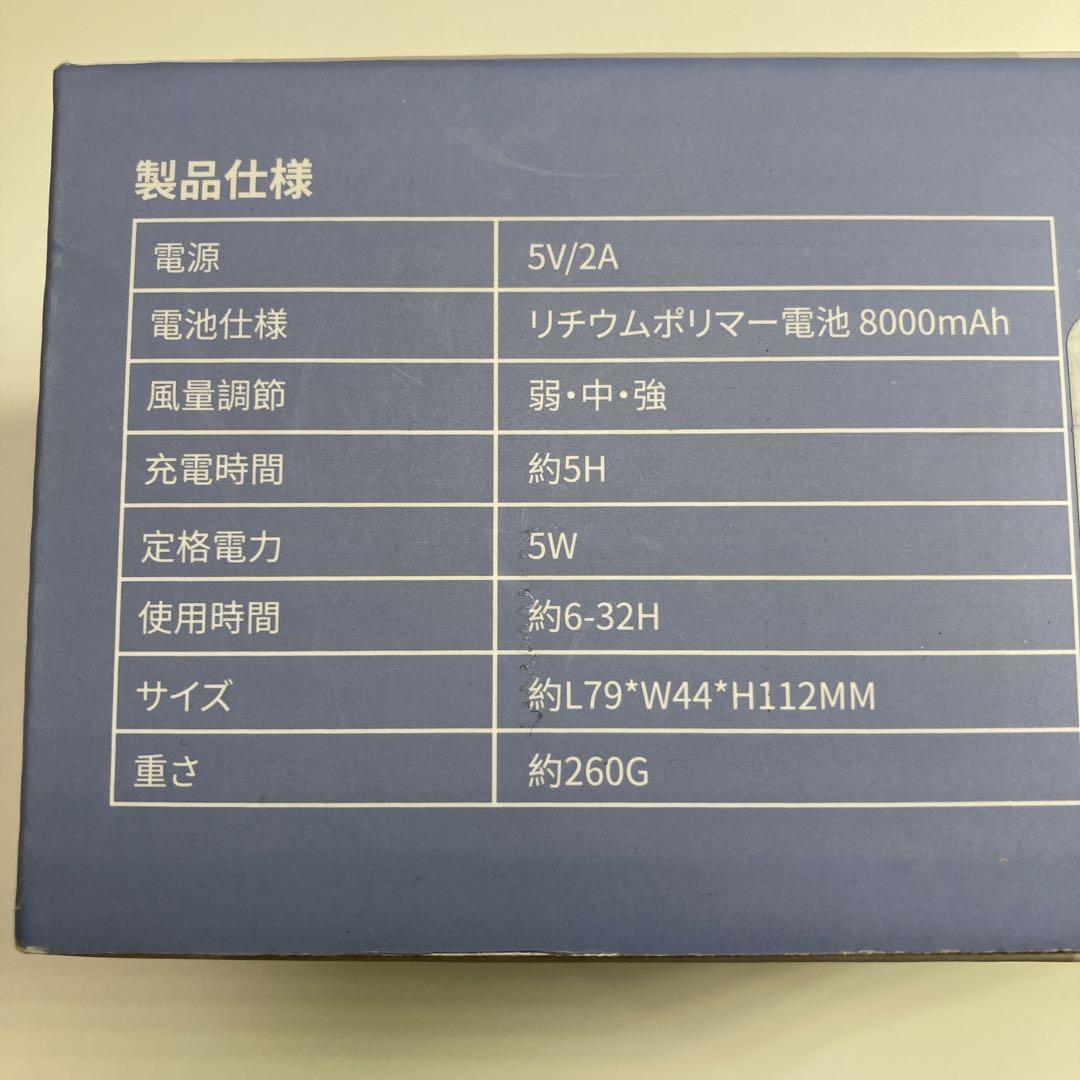 製品仕様
電源 5V/2A
電池仕様 リチウムポリマー電池 8000mAh
風量調節 弱・中・強
充電時間 約5H
定格電力 5W
使用時間 約6-32H
サイズ 約L79*W44*H112MM
重さ 約260G